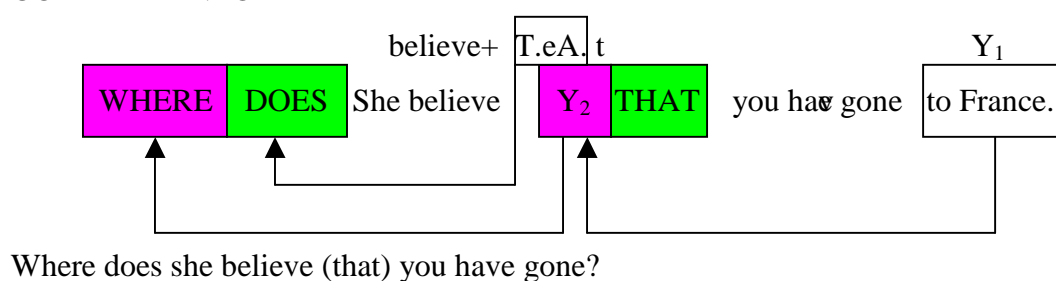 believe+ T.eA. t Y₁
WHERE DOES She believe Y₂ THAT you have gone to France.
Where does she believe (that) you have gone?